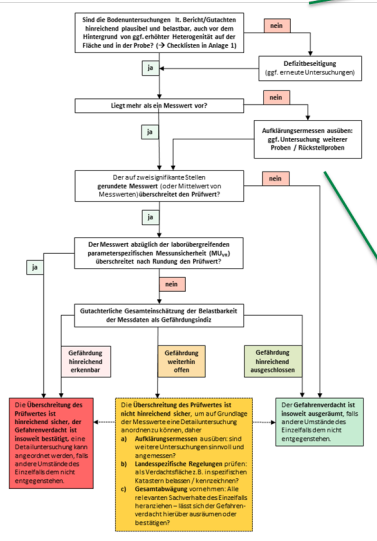 Sind die Bodenuntersuchungen lt. Bericht/Gutachten
hinreichend plausibel und belastbar, auch vor dem
Hintergrund von ggf. erhöhter Heterogenität auf der
Fläche und in der Probe? (→ Checklisten in Anlage 1)
nein
ja
Defizitbeseitigung
(ggf. erneute Untersuchungen)
Liegt mehr als ein Messwert vor?
nein
ja
Aufklärungsermessen ausüben:
ggf. Untersuchung weiterer
Proben / Rückstellproben
Der auf zwei signifikante Stellen
gerundete Messwert (oder Mittelwert von
Messwerten) überschreitet den Prüfwert?
nein
ja
Der Messwert abzüglich der laborübergreifenden
parameterspezifischen Messunsicherheit (MUVB)
überschreitet nach Rundung den Prüfwert?
ja
nein
Gutachterliche Gesamteinschätzung der Belastbarkeit
der Messdaten als Gefährdungsindiz
Gefährdung
hinreichend
erkennbar
Gefährdung
weiterhin
offen
Gefährdung
hinreichend
ausgeschlossen
Die Überschreitung des
Prüfwertes ist
hinreichend sicher, der
Gefahrenverdacht ist
insoweit bestätigt, eine
Detailuntersuchung kann
angeordnet werden, falls
andere Umstände des
Einzelfalls dem nicht
entgegenstehen.
Die Überschreitung des Prüfwertes ist
nicht hinreichend sicher, um auf Grundlage
der Messwerte eine Detailuntersuchung
anordnen zu können, daher
a) Aufklärungsermessen ausüben: sind
weitere Untersuchungen sinnvoll und
angemessen?
b) Landesspezifische Regelungen prüfen:
als Verdachtsfläche z.B. in spezifischen
Katastern belassen / kennzeichnen?
c) Gesamtabwägung vornehmen: Alle
relevanten Sachverhalte des Einzelfalls
heranziehen – lässt sich der Gefahren-
verdacht hierüber ausräumen oder
bestätigen?
Der Gefahrenverdacht ist
insoweit ausgeräumt, falls
andere Umstände des
Einzelfalls dem nicht
entgegenstehen.